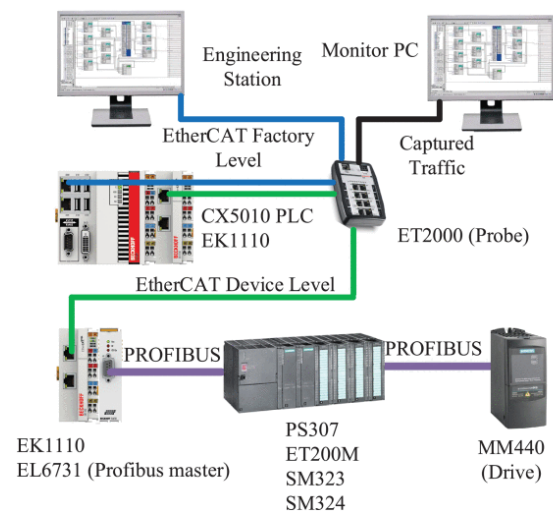 Engineering
Station
Monitor PC
EtherCAT Factory
Level
Captured
Traffic
CX5010 PLC
EK1110
ET2000 (Probe)
EtherCAT Device Level
PROFIBUS
PROFIBUS
EK1110
EL6731 (Profibus master)
PS307
ET200M
SM323
SM324
MM440
(Drive)
BECKHOFF